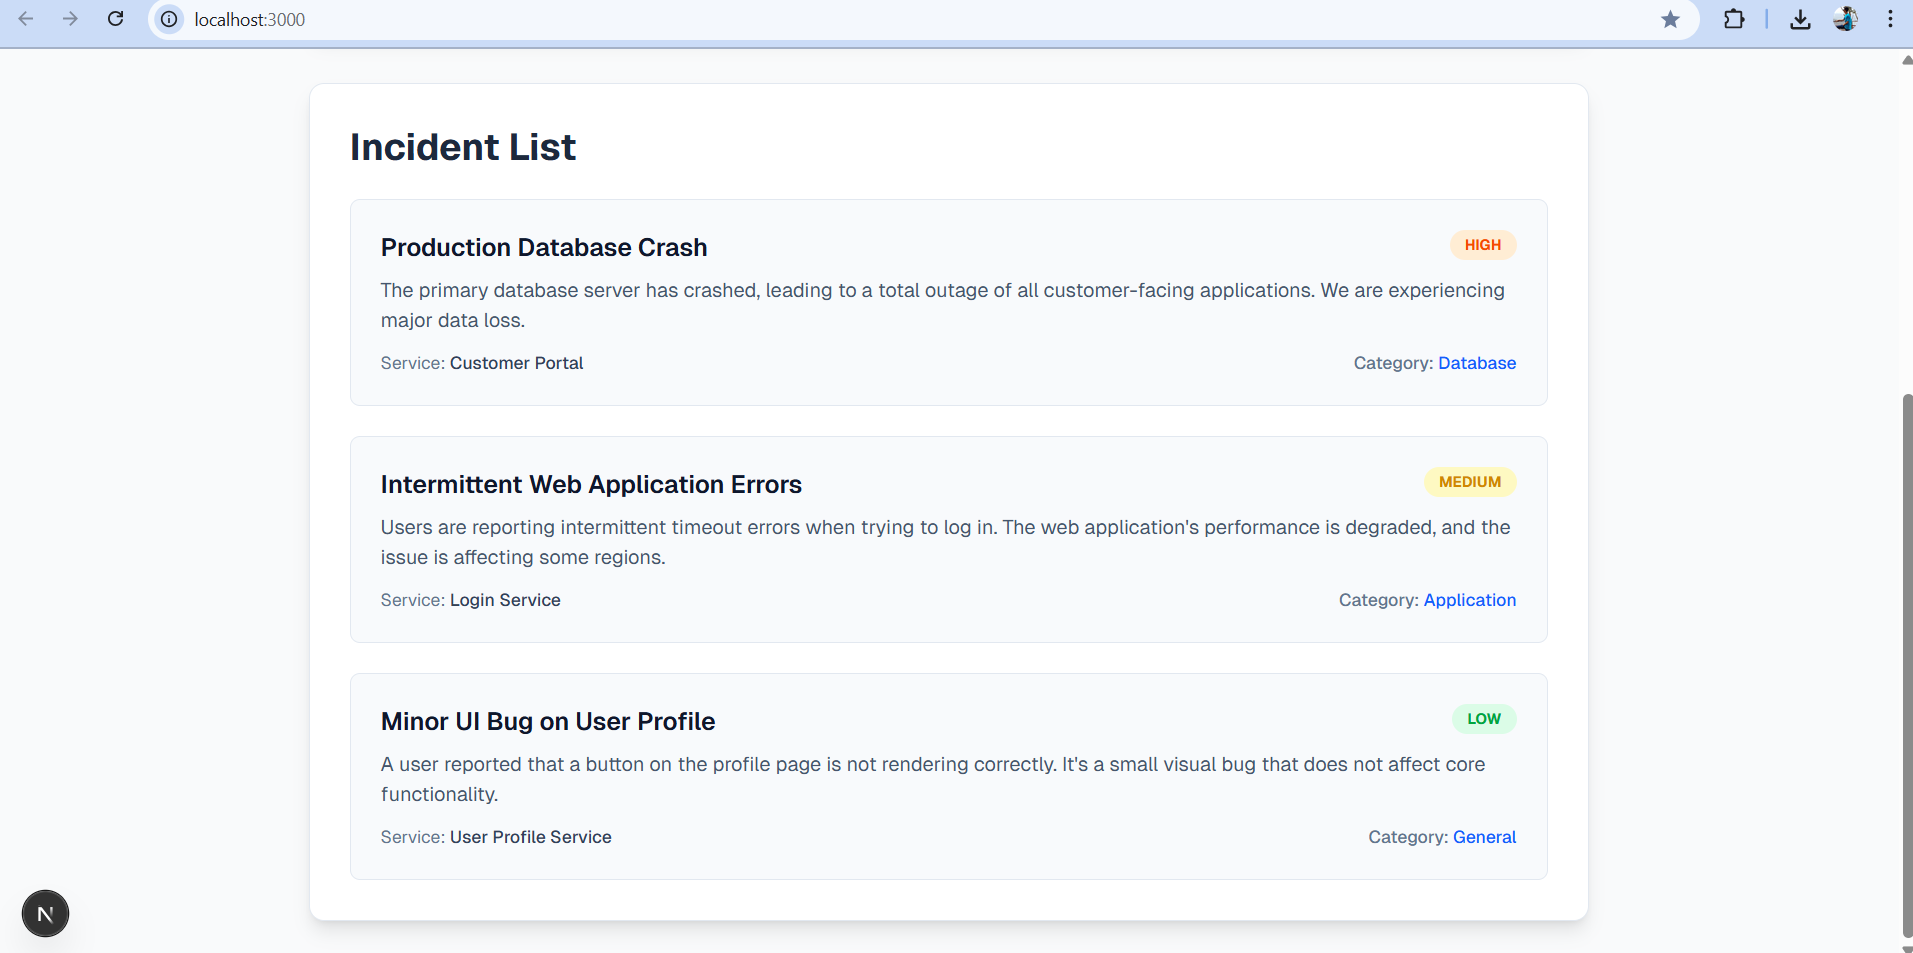 localhost:3000
Incident List
Production Database Crash
HIGH
The primary database server has crashed, leading to a total outage of all customer-facing applications. We are experiencing
major data loss.
Service: Customer Portal
Category: Database
Intermittent Web Application Errors
MEDIUM
Users are reporting intermittent timeout errors when trying to log in. The web application's performance is degraded, and the
issue is affecting some regions.
Service: Login Service
Category: Application
Minor UI Bug on User Profile
LOW
A user reported that a button on the profile page is not rendering correctly. It's a small visual bug that does not affect core
functionality.
Service: User Profile Service
Category: General
N